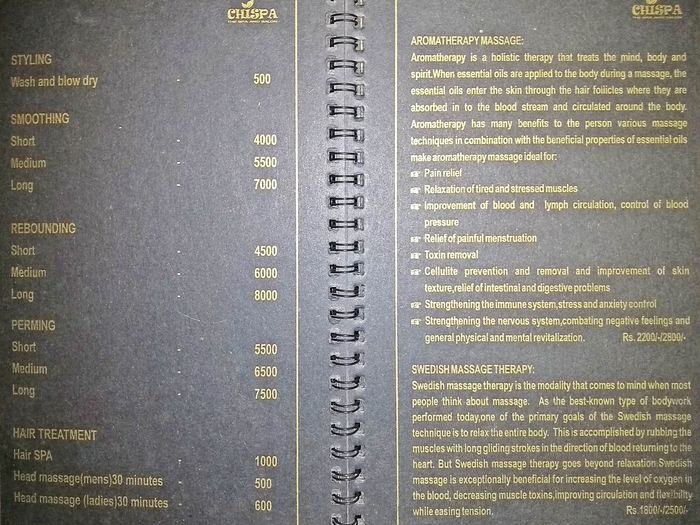 CHISPA
THE SPA AND SALON
STYLING
Wash and blow dry - 500
SMOOTHING
Short - 4000
Medium - 5500
Long - 7000
REBOUNDING
Short - 4500
Medium - 6000
Long - 8000
PERMING
Short - 5500
Medium - 6500
Long - 7500
HAIR TREATMENT
Hair SPA - 1000
Head massage(mens)30 minutes - 500
Head massage (ladies)30 minutes - 600
CHISPA
THE SPA AND SALON
AROMATHERAPY MASSAGE:
Aromatherapy is a holistic therapy that treats the mind, body and
spirit.When essential oils are applied to the body during a massage, the
essential oils enter the skin through the hair foiiicles where they are
absorbed in to the blood stream and circulated around the body.
Aromatherapy has many benefits to the person various massage
techniques in combination with the beneficial properties of essential oils
make aromatherapy massage ideal for:
☞ Pain relief
☞ Relaxation of tired and stressed muscles
☞ Improvement of blood and lymph circulation, control of blood
pressure
☞ Relief of painful menstruation
☞ Toxin removal
☞ Cellulite prevention and removal and improvement of skin
texture,relief of intestinal and digestive problems
☞ Strengthening the immune system,stress and anxiety control
☞ Strengthening the nervous system,combating negative feelings and
general physical and mental revitalization. Rs. 2200/-/2800/-
SWEDISH MASSAGE THERAPY:
Swedish massage therapy is the modality that comes to mind when most
people think about massage. As the best-known type of bodywork
performed today,one of the primary goals of the Swedish massage
technique is to relax the entire body. This is accomplished by rubbing the
muscles with long gliding strokes in the direction of blood returning to the
heart. But Swedish massage therapy goes beyond relaxation.Swedish
massage is exceptionally beneficial for increasing the level of oxygen in
the blood, decreasing muscle toxins,improving circulation and flexibility
while easing tension. Rs.1800/-/2500/-